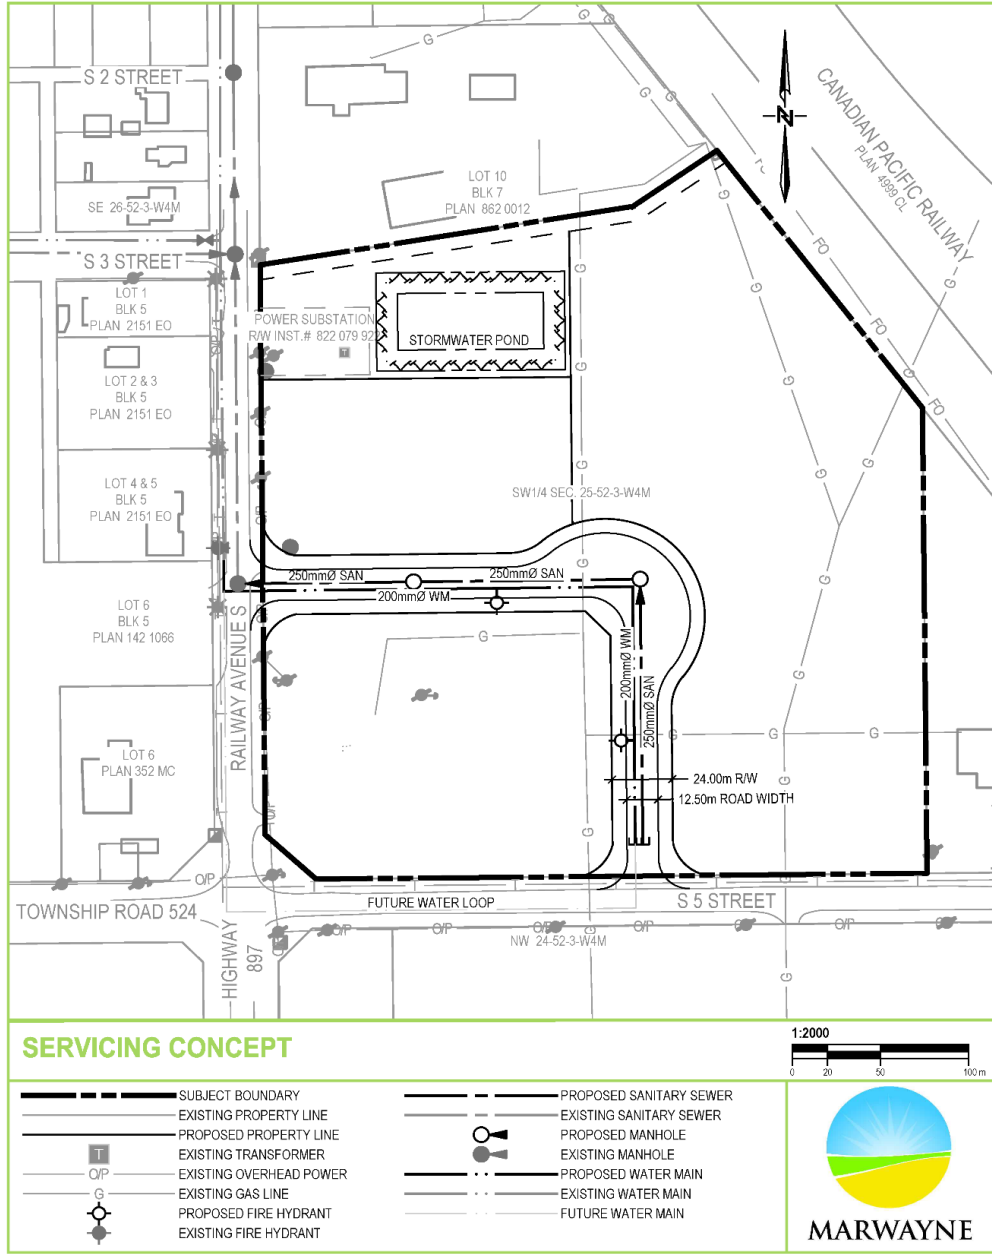 S 2 STREET
CANADIAN PACIFIC RAILWAY
PLAN 4999 CL
N
LOT 10
BLK 7
PLAN 862 0012
SE 26-52-3-W4M
S 3 STREET
LOT 1
BLK 5
PLAN 2151 EO
POWER SUBSTATION
R/W INST.# 822 079 922
T
STORMWATER POND
LOT 2 & 3
BLK 5
PLAN 2151 EO
FO
FO
FO
LOT 4 & 5
BLK 5
PLAN 2151 EO
SW1/4 SEC. 25-52-3-W4M
250mmØ SAN
250mmØ SAN
200mmØ WM
LOT 6
BLK 5
PLAN 142 1066
RAILWAY AVENUE S
200mmØ WM
250mmØ SAN
G
G
G
G
LOT 6
PLAN 352 MC
24.00m R/W
12.50m ROAD WIDTH
O/P
TOWNSHIP ROAD 524
FUTURE WATER LOOP
S 5 STREET
O/P
O/P
O/P
O/P
NW 24-52-3-W4M
HIGHWAY
897
SERVICING CONCEPT
1:2000
0 20 50 100 m
SUBJECT BOUNDARY
EXISTING PROPERTY LINE
PROPOSED PROPERTY LINE
T EXISTING TRANSFORMER
O/P EXISTING OVERHEAD POWER
G EXISTING GAS LINE
PROPOSED FIRE HYDRANT
EXISTING FIRE HYDRANT
PROPOSED SANITARY SEWER
EXISTING SANITARY SEWER
PROPOSED MANHOLE
EXISTING MANHOLE
PROPOSED WATER MAIN
EXISTING WATER MAIN
FUTURE WATER MAIN
MARWAYNE